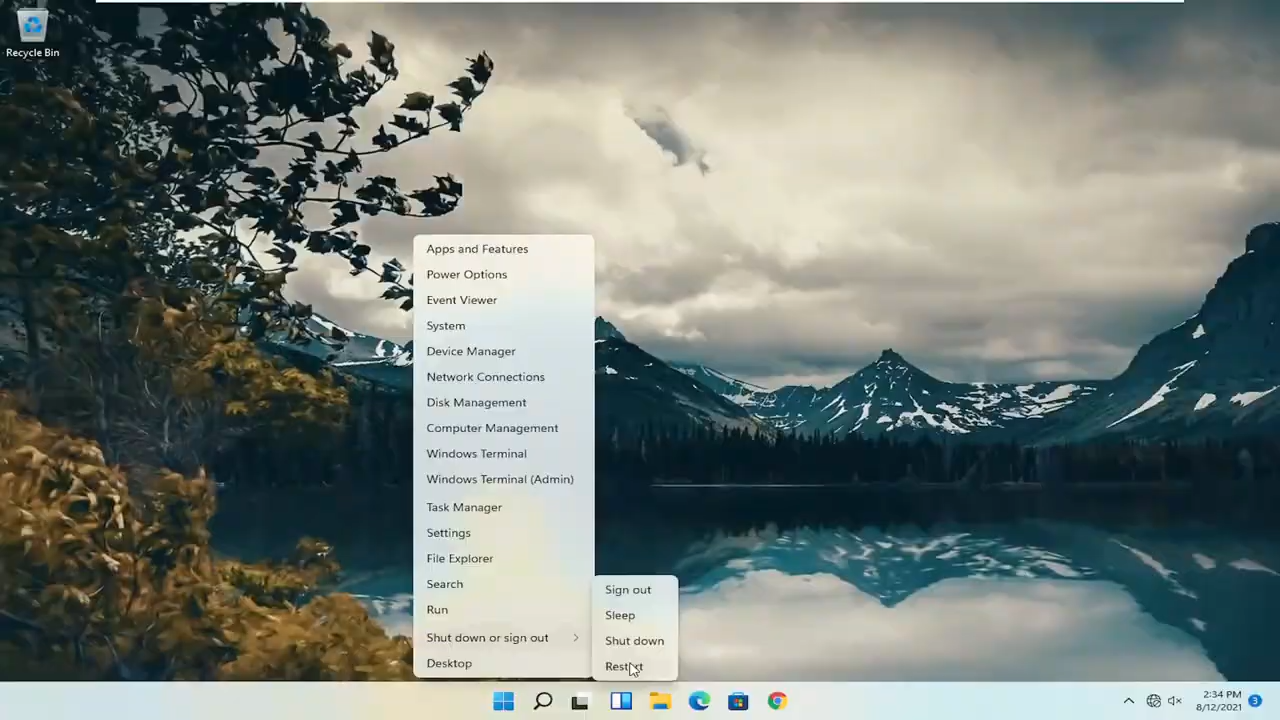 Recycle Bin
Apps and Features
Power Options
Event Viewer
System
Device Manager
Network Connections
Disk Management
Computer Management
Windows Terminal
Windows Terminal (Admin)
Task Manager
Settings
File Explorer
Search
Run
Shut down or sign out
Desktop
Sign out
Sleep
Shut down
Restart
2:34 PM
8/12/2021
3